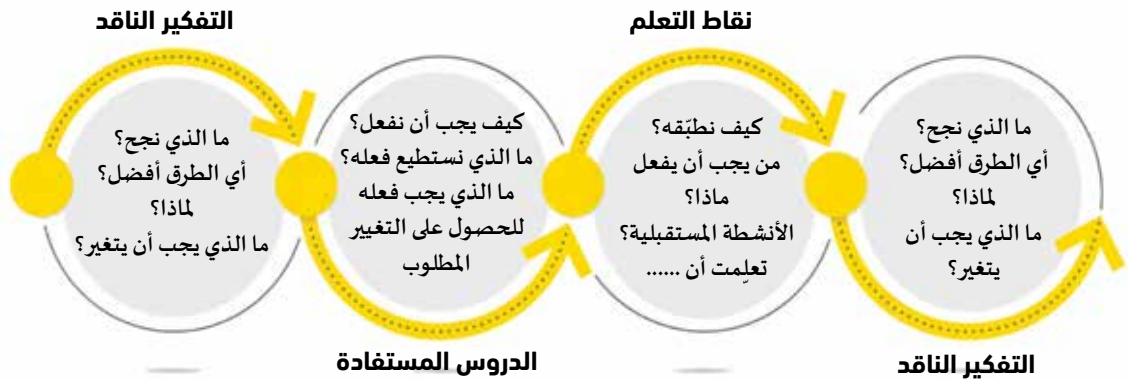 التفكير الناقد
ما الذي نجح؟
أي الطرق أفضل؟
لماذا؟
ما الذي يجب أن يتغير؟
كيف يجب أن نفعل؟
ما الذي نستطيع فعله؟
ما الذي يجب فعله
للحصول على التغيير
المطلوب
الدروس المستفادة
نقاط التعلم
كيف نطبّقه؟
من يجب أن يفعل
ماذا؟
الأنشطة المستقبلية؟
تعلّمت أن ......
ما الذي نجح؟
أي الطرق أفضل؟
لماذا؟
ما الذي يجب أن
يتغير؟
التفكير الناقد